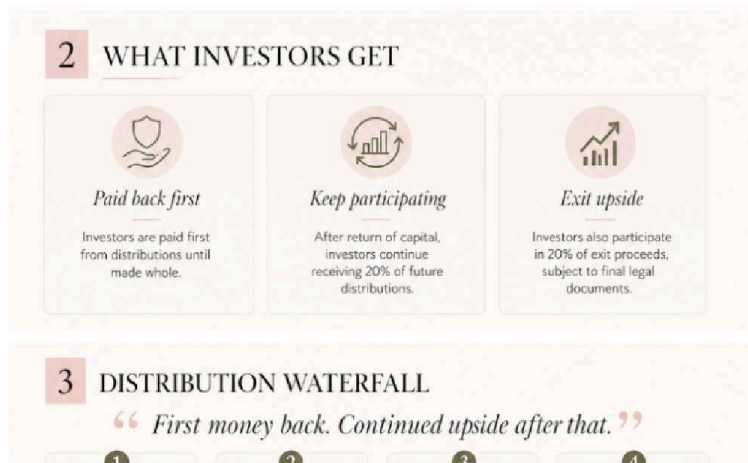 2 WHAT INVESTORS GET
Paid back first
Investors are paid first
from distributions until
made whole.
Keep participating
After return of capital,
investors continue
receiving 20% of future
distributions.
Exit upside
Investors also participate
in 20% of exit proceeds,
subject to final legal
documents.
3 DISTRIBUTION WATERFALL
“ First money back. Continued upside after that. ”
1 2 3 4